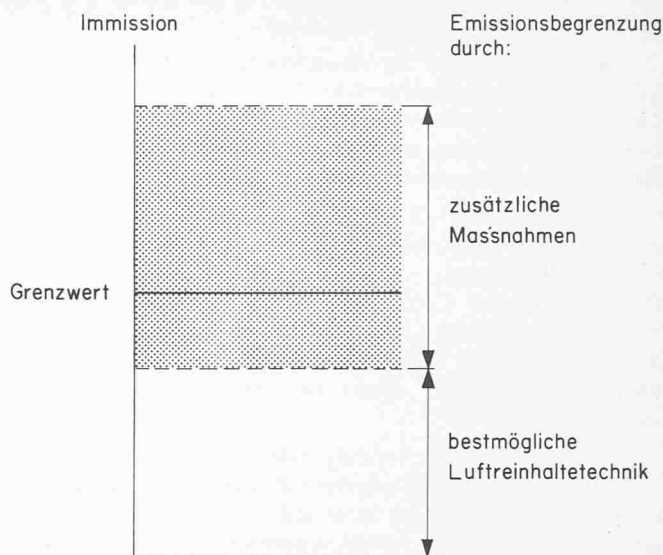 Immission
Emissionsbegrenzung
durch:
zusätzliche
Massnahmen
Grenzwert
bestmögliche
Luftreinhaltetechnik